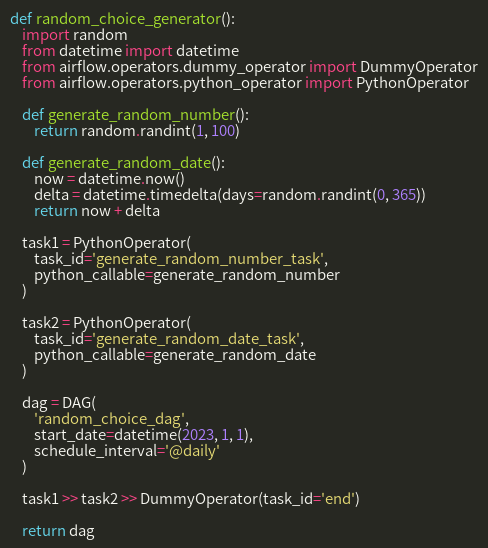 def random_choice_generator():
    import random
    from datetime import datetime
    from airflow.operators.dummy_operator import DummyOperator
    from airflow.operators.python_operator import PythonOperator

    def generate_random_number():
        return random.randint(1, 100)

    def generate_random_date():
        now = datetime.now()
        delta = datetime.timedelta(days=random.randint(0, 365))
        return now + delta

    task1 = PythonOperator(
        task_id='generate_random_number_task',
        python_callable=generate_random_number
    )

    task2 = PythonOperator(
        task_id='generate_random_date_task',
        python_callable=generate_random_date
    )

    dag = DAG(
        'random_choice_dag',
        start_date=datetime(2023, 1, 1),
        schedule_interval='@daily'
    )

    task1 >> task2 >> DummyOperator(task_id='end')

    return dag